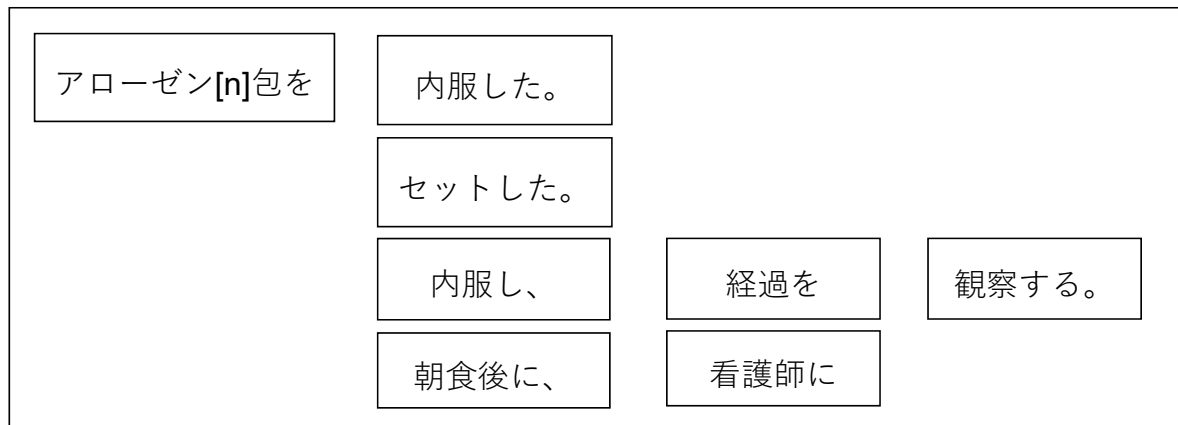 アローゼン[n]包を 内服した。
セットした。
内服し、 経過を 観察する。
朝食後に、 看護師に